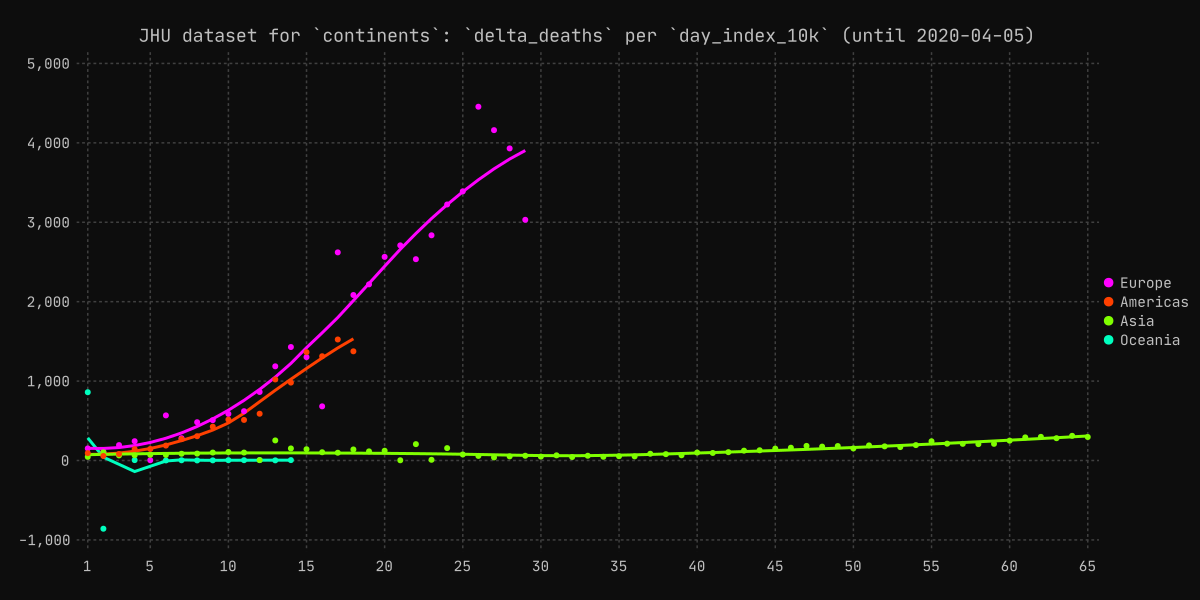 JHU dataset for `continents`: `delta_deaths` per `day_index_10k` (until 2020-04-05)
5,000
4,000
3,000
2,000
1,000
0
-1,000
1 5 10 15 20 25 30 35 40 45 50 55 60 65
Europe
Americas
Asia
Oceania